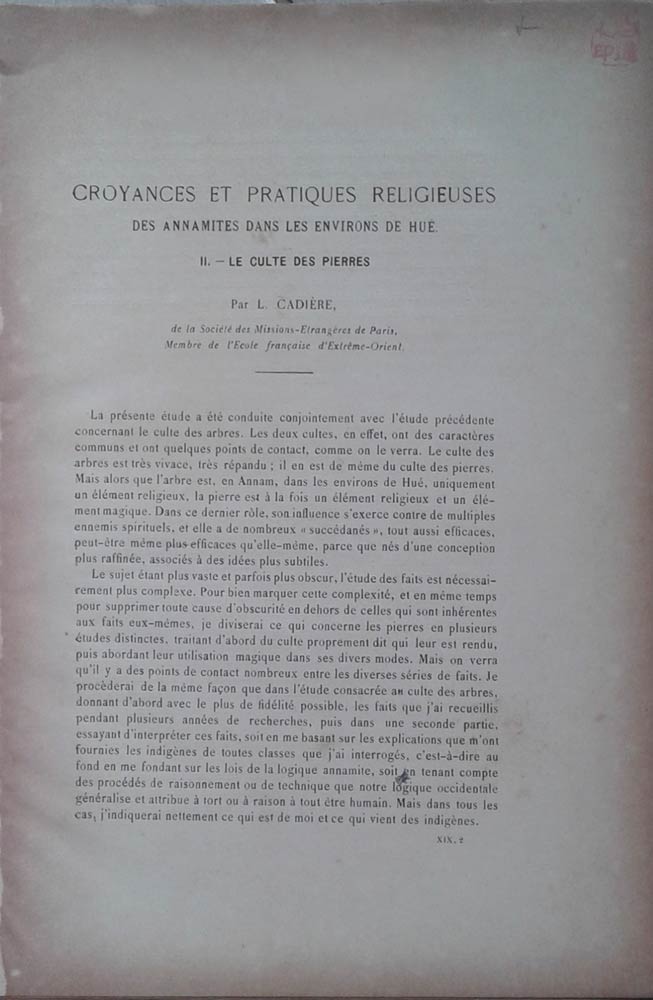 CROYANCES ET PRATIQUES RELIGIEUSES
DES ANNAMITES DANS LES ENVIRONS DE HUÉ.
II. — LE CULTE DES PIERRES
Par L. CADIÈRE,
de la Société des Missions-Etrangères de Paris,
Membre de l'Ecole française d'Extrême-Orient.
La présente étude a été conduite conjointement avec l'étude précédente
concernant le culte des arbres. Les deux cultes, en effet, ont des caractères
communs et ont quelques points de contact, comme on le verra. Le culte des
arbres est très vivace, très répandu ; il en est de même du culte des pierres.
Mais alors que l'arbre est, en Annam, dans les environs de Hué, uniquement
un élément religieux, la pierre est à la fois un élément religieux et un élé-
ment magique. Dans ce dernier rôle, son influence s'exerce contre de multiples
ennemis spirituels, et elle a de nombreux « succédanés », tout aussi efficaces,
peut-être même plus efficaces qu'elle-même, parce que nés d'une conception
plus raffinée, associés à des idées plus subtiles.
Le sujet étant plus vaste et parfois plus obscur, l'étude des faits est nécessai-
rement plus complexe. Pour bien marquer cette complexité, et en même temps
pour supprimer toute cause d'obscurité en dehors de celles qui sont inhérentes
aux faits eux-mêmes, je diviserai ce qui concerne les pierres en plusieurs
études distinctes, traitant d'abord du culte proprement dit qui leur est rendu,
puis abordant leur utilisation magique dans ses divers modes. Mais on verra
qu'il y a des points de contact nombreux entre les diverses séries de faits. Je
procèderai de la même façon que dans l'étude consacrée au culte des arbres,
donnant d'abord avec le plus de fidélité possible, les faits que j'ai recueillis
pendant plusieurs années de recherches, puis dans une seconde partie,
essayant d'interpréter ces faits, soit en me basant sur les explications que m'ont
fournies les indigènes de toutes classes que j'ai interrogés, c'est-à-dire au
fond en me fondant sur les lois de la logique annamite, soit en tenant compte
des procédés de raisonnement ou de technique que notre logique occidentale
généralise et attribue à tort ou à raison à tout être humain. Mais dans tous les
cas, j'indiquerai nettement ce qui est de moi et ce qui vient des indigènes.
XIX, 2